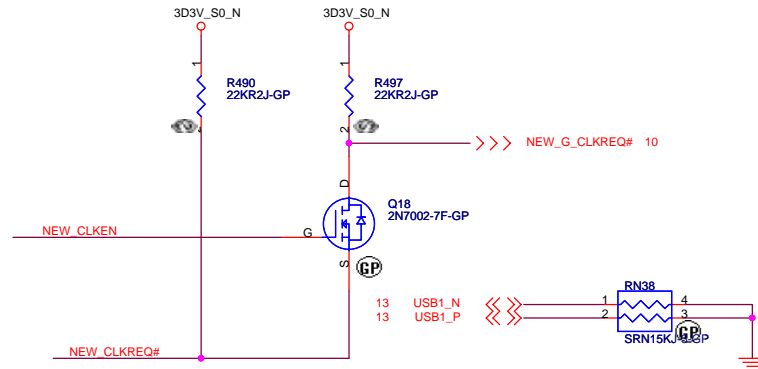 3D3V_S0_N 3D3V_S0_N
1 1
R490 R497
22KR2J-GP 22KR2J-GP
2
NEW_G_CLKREQ# 10
D
Q18
2N7002-7F-GP
NEW_CLKEN G
S GP
RN38
13 USB1_N 1 4
13 USB1_P 2 3
GP
NEW_CLKREQ#